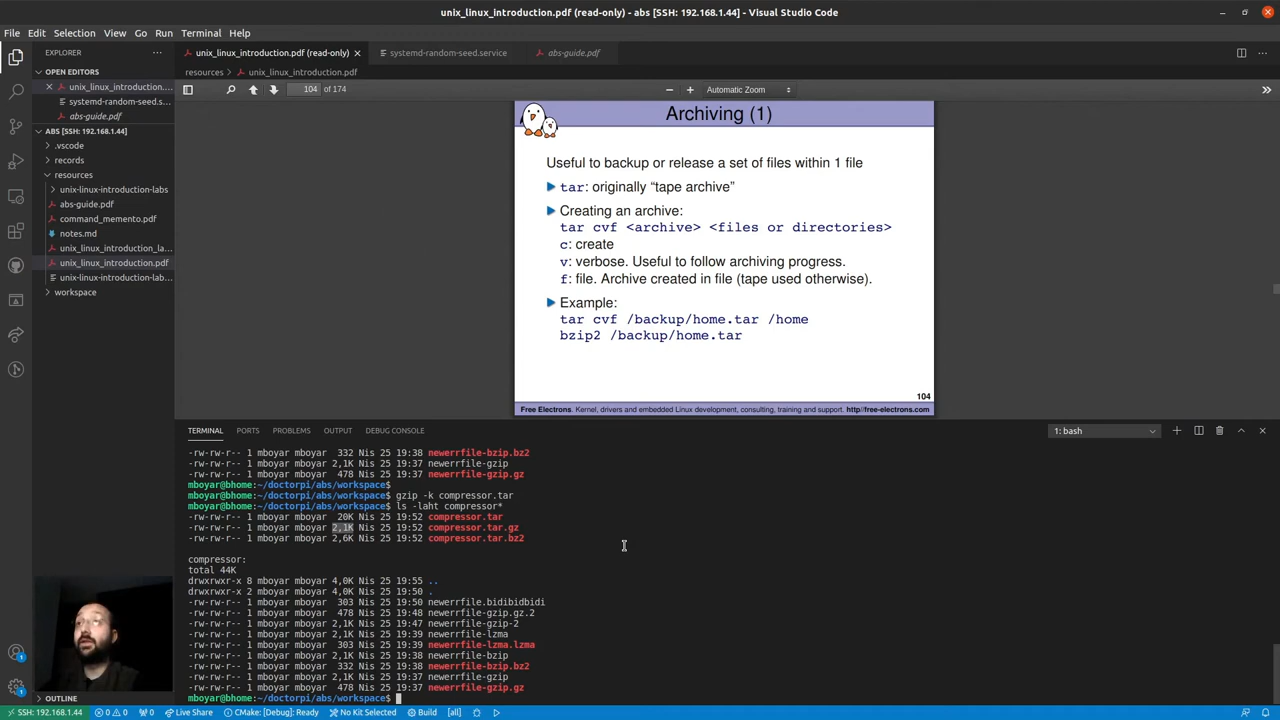 unix_linux_introduction.pdf (read-only) - abs [SSH: 192.168.1.44] - Visual Studio Code
File Edit Selection View Go Run Terminal Help
EXPLORER
unix_linux_introduction.pdf (read-only) systemd-random-seed.service abs-guide.pdf
OPEN EDITORS
unix_linux_introduction....
systemd-random-seed.s...
abs-guide.pdf
ABS [SSH: 192.168.1.44]
.vscode
records
resources
unix-linux-introduction-labs
abs-guide.pdf
command_memento.pdf
notes.md
unix_linux_introduction_la...
unix_linux_introduction.pdf
unix-linux-introduction-lab...
workspace
OUTLINE
resources > unix_linux_introduction.pdf
104 of 174
Automatic Zoom
Archiving (1)
Useful to backup or release a set of files within 1 file
tar: originally “tape archive”
Creating an archive:
tar cvf <archive> <files or directories>
c: create
v: verbose. Useful to follow archiving progress.
f: file. Archive created in file (tape used otherwise).
Example:
tar cvf /backup/home.tar /home
bzip2 /backup/home.tar
104
Free Electrons. Kernel, drivers and embedded Linux development, consulting, training and support. http//free-electrons.com
TERMINAL PORTS PROBLEMS OUTPUT DEBUG CONSOLE
1: bash
-rw-rw-r-- 1 mboyar mboyar 332 Nis 25 19:38 newerrfile-bzip.bz2
-rw-rw-r-- 1 mboyar mboyar 2,1K Nis 25 19:37 newerrfile-gzip
-rw-rw-r-- 1 mboyar mboyar 478 Nis 25 19:37 newerrfile-gzip.gz
mboyar@bhome:~/doctorpi/abs/workspace$
mboyar@bhome:~/doctorpi/abs/workspace$ gzip -k compressor.tar
mboyar@bhome:~/doctorpi/abs/workspace$ ls -laht compressor*
-rw-rw-r-- 1 mboyar mboyar 20K Nis 25 19:52 compressor.tar
-rw-rw-r-- 1 mboyar mboyar 2,1K Nis 25 19:52 compressor.tar.gz
-rw-rw-r-- 1 mboyar mboyar 2,6K Nis 25 19:52 compressor.tar.bz2
compressor:
total 44K
drwxrwxr-x 8 mboyar mboyar 4,0K Nis 25 19:55 ..
drwxrwxr-x 2 mboyar mboyar 4,0K Nis 25 19:50 .
-rw-rw-r-- 1 mboyar mboyar 303 Nis 25 19:50 newerrfile.bidibidbidi
-rw-rw-r-- 1 mboyar mboyar 478 Nis 25 19:48 newerrfile-gzip.gz.2
-rw-rw-r-- 1 mboyar mboyar 2,1K Nis 25 19:47 newerrfile-gzip-2
-rw-rw-r-- 1 mboyar mboyar 2,1K Nis 25 19:39 newerrfile-lzma
-rw-rw-r-- 1 mboyar mboyar 303 Nis 25 19:39 newerrfile-lzma.lzma
-rw-rw-r-- 1 mboyar mboyar 2,1K Nis 25 19:38 newerrfile-bzip
-rw-rw-r-- 1 mboyar mboyar 332 Nis 25 19:38 newerrfile-bzip.bz2
-rw-rw-r-- 1 mboyar mboyar 2,1K Nis 25 19:37 newerrfile-gzip
-rw-rw-r-- 1 mboyar mboyar 478 Nis 25 19:37 newerrfile-gzip.gz
mboyar@bhome:~/doctorpi/abs/workspace$
SSH: 192.168.1.44 0 0 0 Live Share CMake: [Debug]: Ready No Kit Selected Build [all]